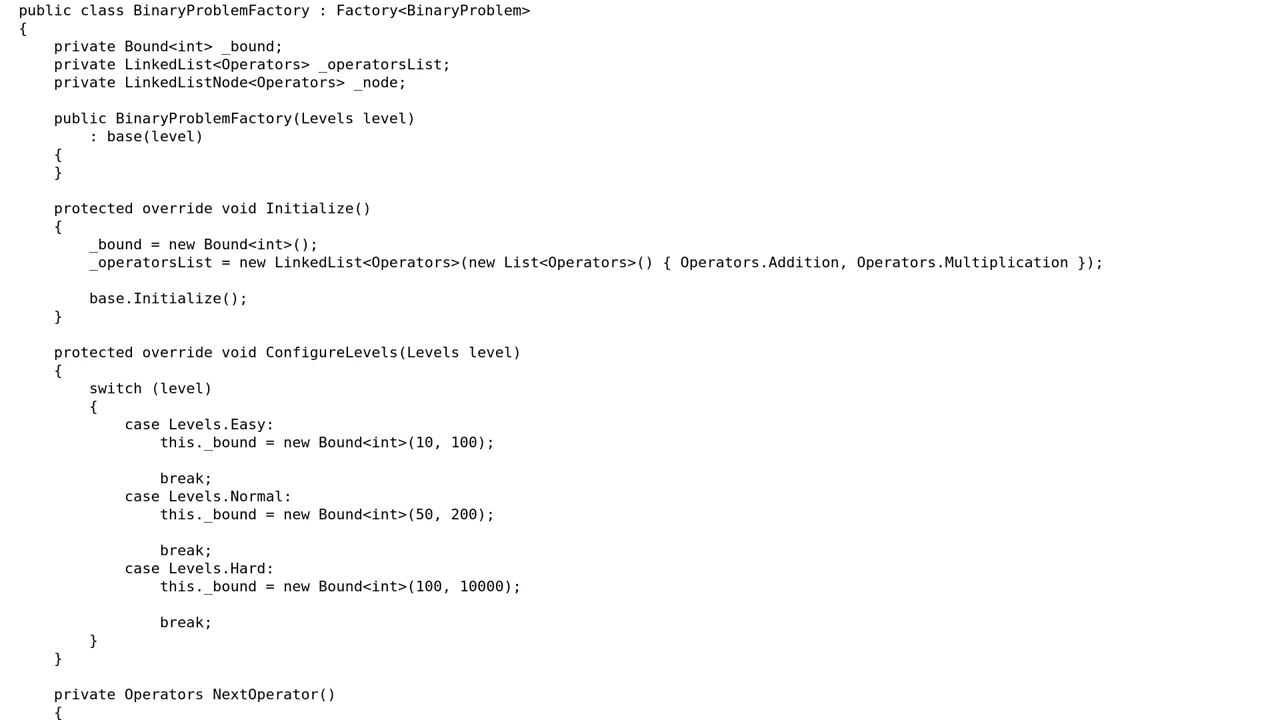 public class BinaryProblemFactory : Factory<BinaryProblem>
{
    private Bound<int> _bound;
    private LinkedList<Operators> _operatorsList;
    private LinkedListNode<Operators> _node;

    public BinaryProblemFactory(Levels level)
        : base(level)
    {
    }

    protected override void Initialize()
    {
        _bound = new Bound<int>();
        _operatorsList = new LinkedList<Operators>(new List<Operators>() { Operators.Addition, Operators.Multiplication });

        base.Initialize();
    }

    protected override void ConfigureLevels(Levels level)
    {
        switch (level)
        {
            case Levels.Easy:
                this._bound = new Bound<int>(10, 100);

                break;
            case Levels.Normal:
                this._bound = new Bound<int>(50, 200);

                break;
            case Levels.Hard:
                this._bound = new Bound<int>(100, 10000);

                break;
        }
    }

    private Operators NextOperator()
    {